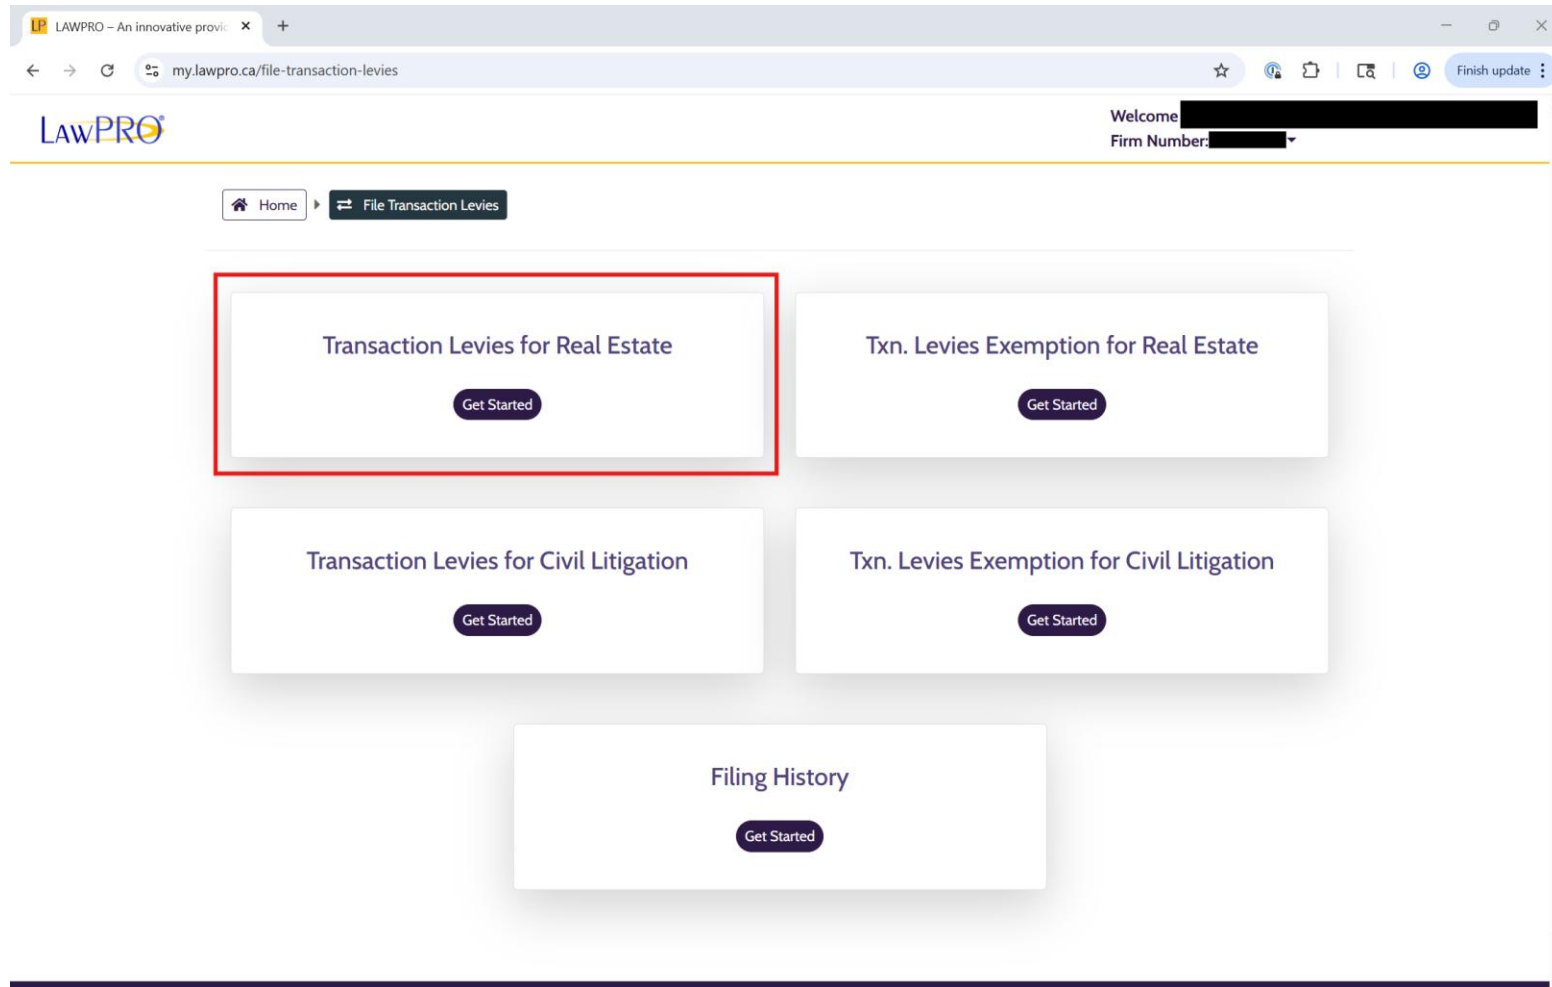 LP LAWPRO – An innovative provi
my.lawpro.ca/file-transaction-levies
Finish update
LAWPRO®
Welcome
Firm Number:
Home
File Transaction Levies
Transaction Levies for Real Estate
Get Started
Txn. Levies Exemption for Real Estate
Get Started
Transaction Levies for Civil Litigation
Get Started
Txn. Levies Exemption for Civil Litigation
Get Started
Filing History
Get Started